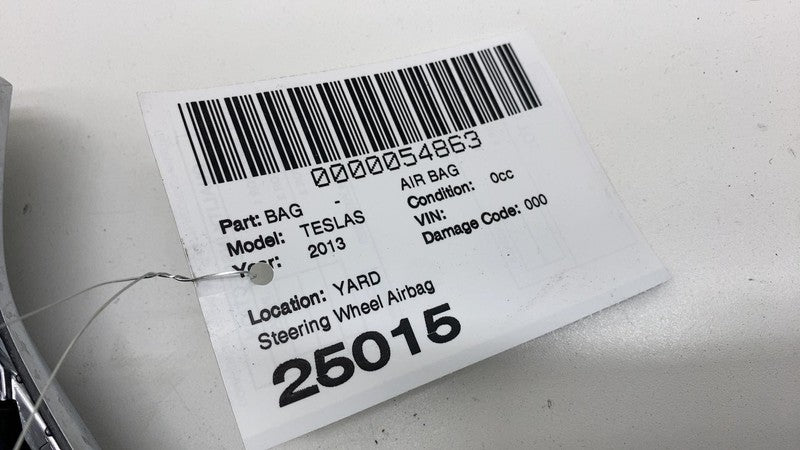 0000054863
Part: BAG - AIR BAG
Model: TESLAS Condition: 0cc
Year: 2013 VIN:
Damage Code: 000
Location: YARD
Steering Wheel Airbag
25015